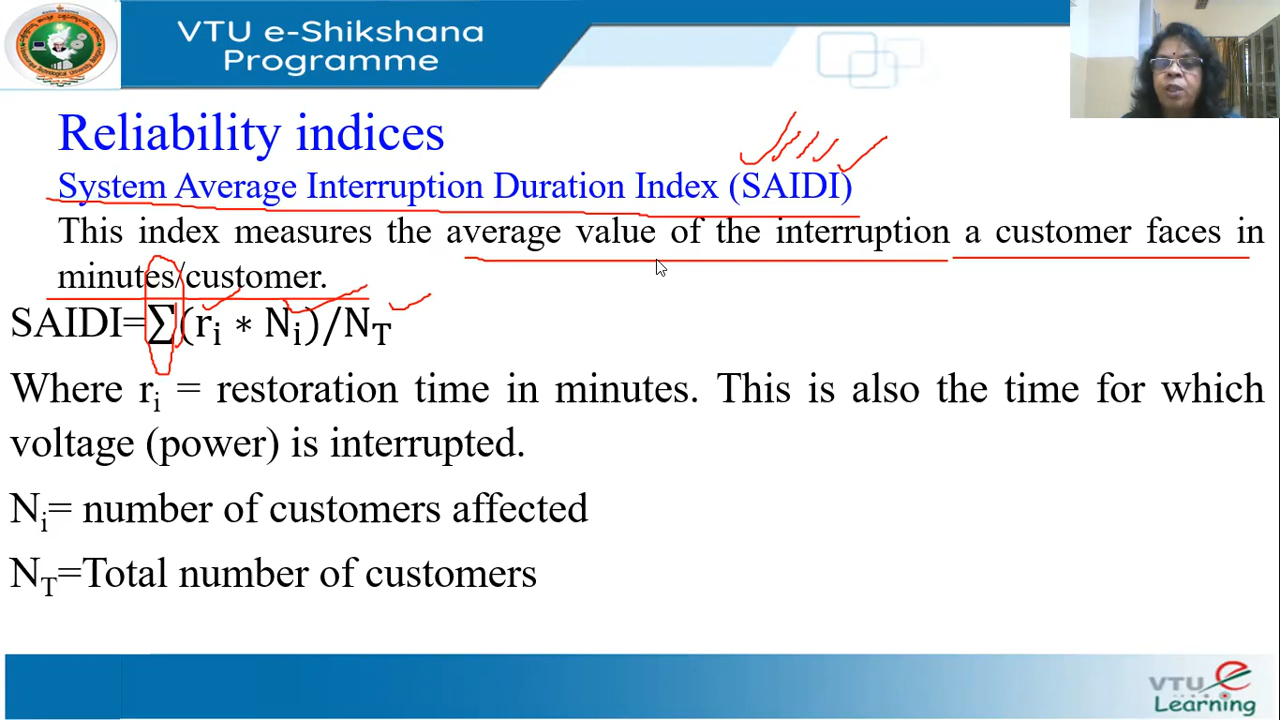 VTU e-Shikshana
Programme
Reliability indices
System Average Interruption Duration Index (SAIDI)
This index measures the average value of the interruption a customer faces in
minutes/customer.
SAIDI=∑(rᵢ * Nᵢ)/N_T
Where rᵢ = restoration time in minutes. This is also the time for which
voltage (power) is interrupted.
Nᵢ= number of customers affected
N_T=Total number of customers
VTU e
Learning